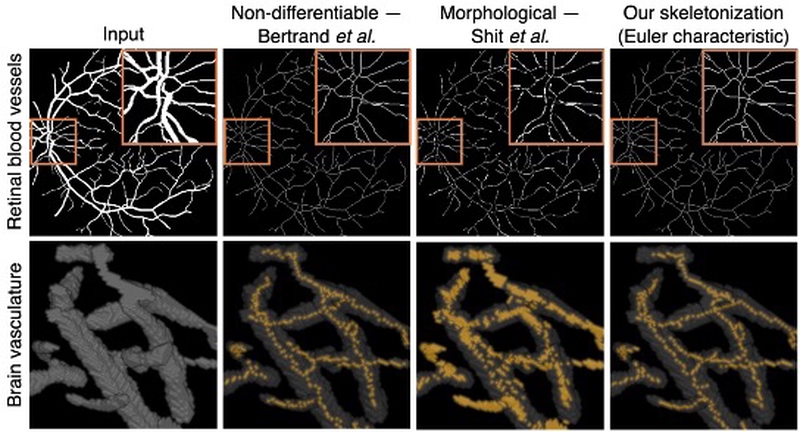 Input
Non-differentiable —
Bertrand et al.
Morphological —
Shit et al.
Our skeletonization
(Euler characteristic)
Retinal blood vessels
Brain vasculature